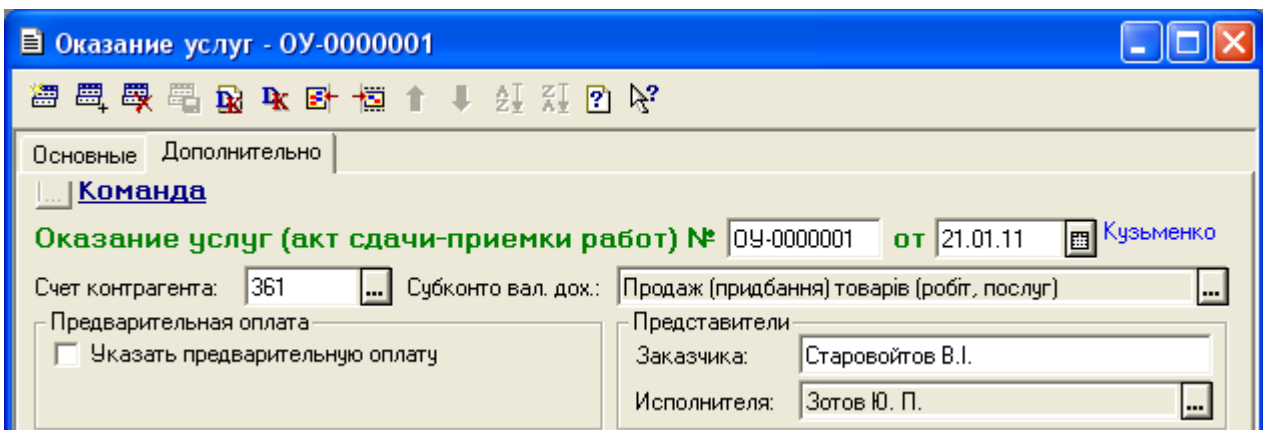 Оказание услуг - ОУ-0000001
Основные Дополнительно
... Команда
Оказание услуг (акт сдачи-приемки работ) № ОУ-0000001 от 21.01.11 Кузьменко
Счет контрагента: 361 ... Субконто вал. дох.: Продаж (придбання) товарів (робіт, послуг) ...
Предварительная оплата Представители
Указать предварительную оплату Заказчика: Старовойтов В.І.
Исполнителя: Зотов Ю. П. ...